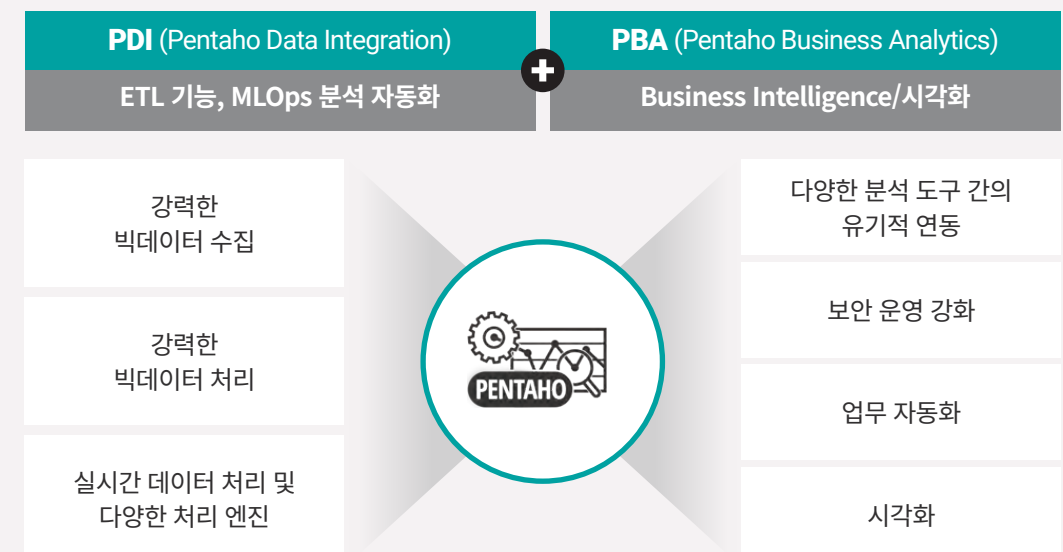 PDI (Pentaho Data Integration)
ETL 기능, MLOps 분석 자동화
PBA (Pentaho Business Analytics)
Business Intelligence/시각화
강력한
빅데이터 수집
강력한
빅데이터 처리
실시간 데이터 처리 및
다양한 처리 엔진
PENTAHO
다양한 분석 도구 간의
유기적 연동
보안 운영 강화
업무 자동화
시각화